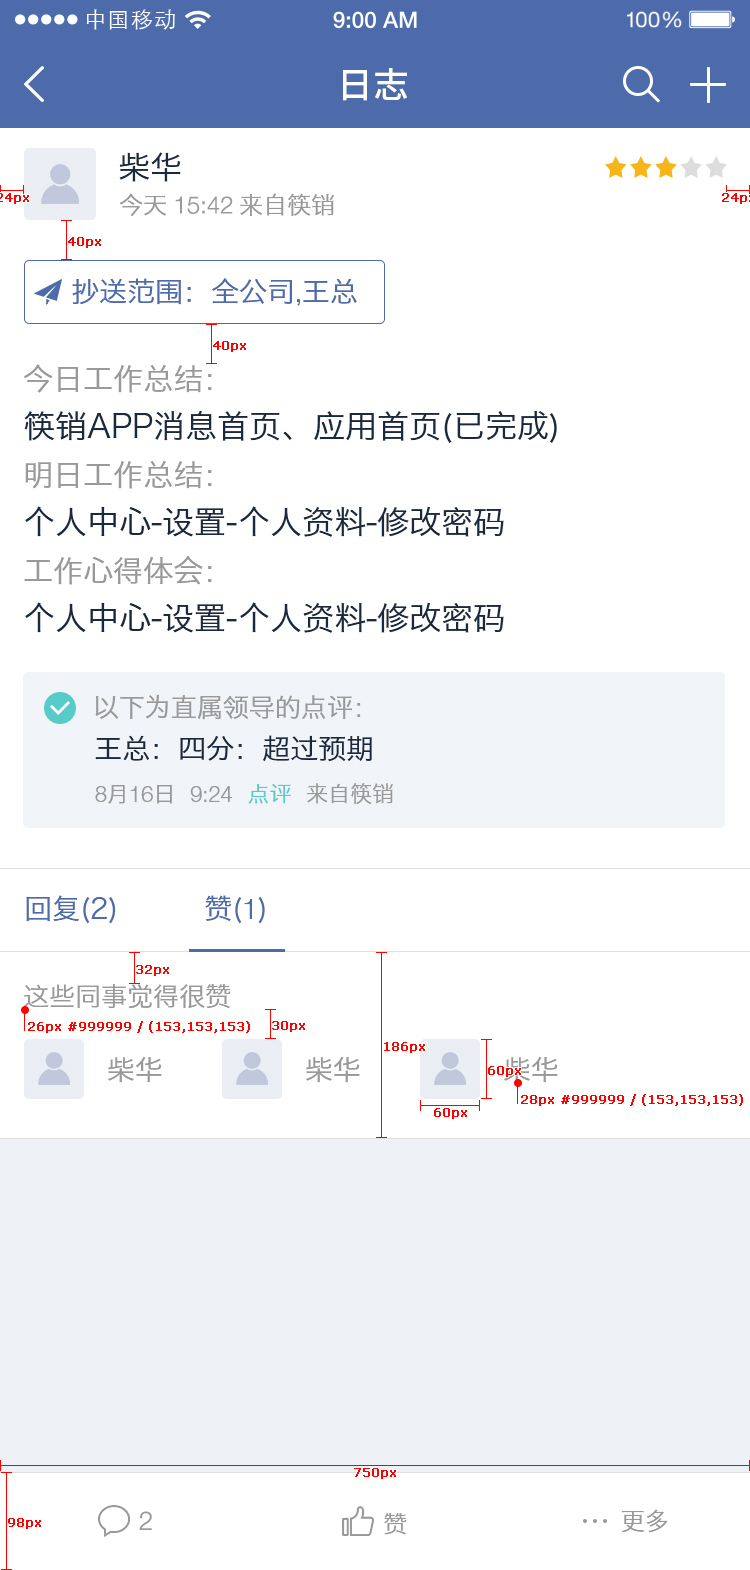 中国移动 9:00 AM 100%
日志
柴华
今天 15:42 来自筷销
24px 24px
40px
抄送范围：全公司,王总
40px
今日工作总结：
筷销APP消息首页、应用首页(已完成)
明日工作总结：
个人中心-设置-个人资料-修改密码
工作心得体会：
个人中心-设置-个人资料-修改密码
以下为直属领导的点评：
王总：四分：超过预期
8月16日 9:24 点评 来自筷销
回复(2) 赞(1)
32px
这些同事觉得很赞
26px #999999 / (153,153,153) 30px
186px
柴华 柴华 柴华
60px
60px
28px #999999 / (153,153,153)
750px
98px
2 赞 ··· 更多